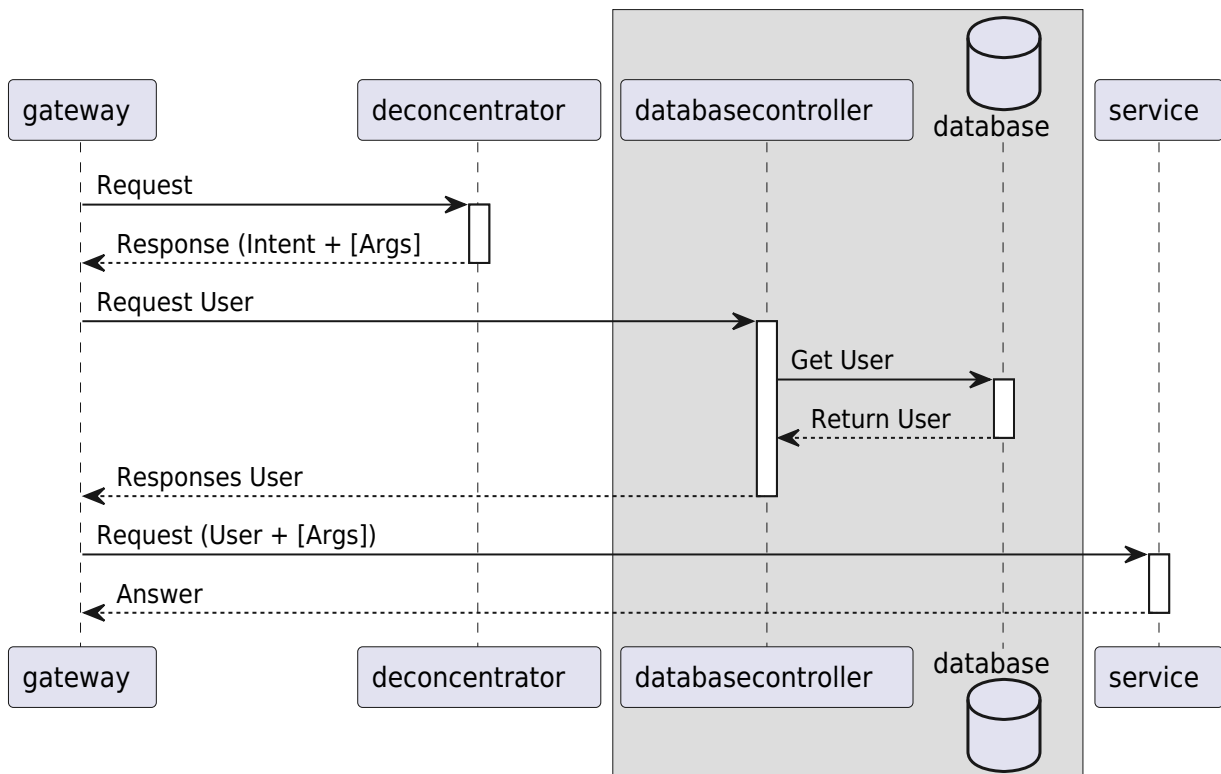 database
gateway deconcentrator databasecontroller service
Request
Response (Intent + [Args]
Request User
Get User
Return User
Responses User
Request (User + [Args])
Answer
gateway deconcentrator databasecontroller database service